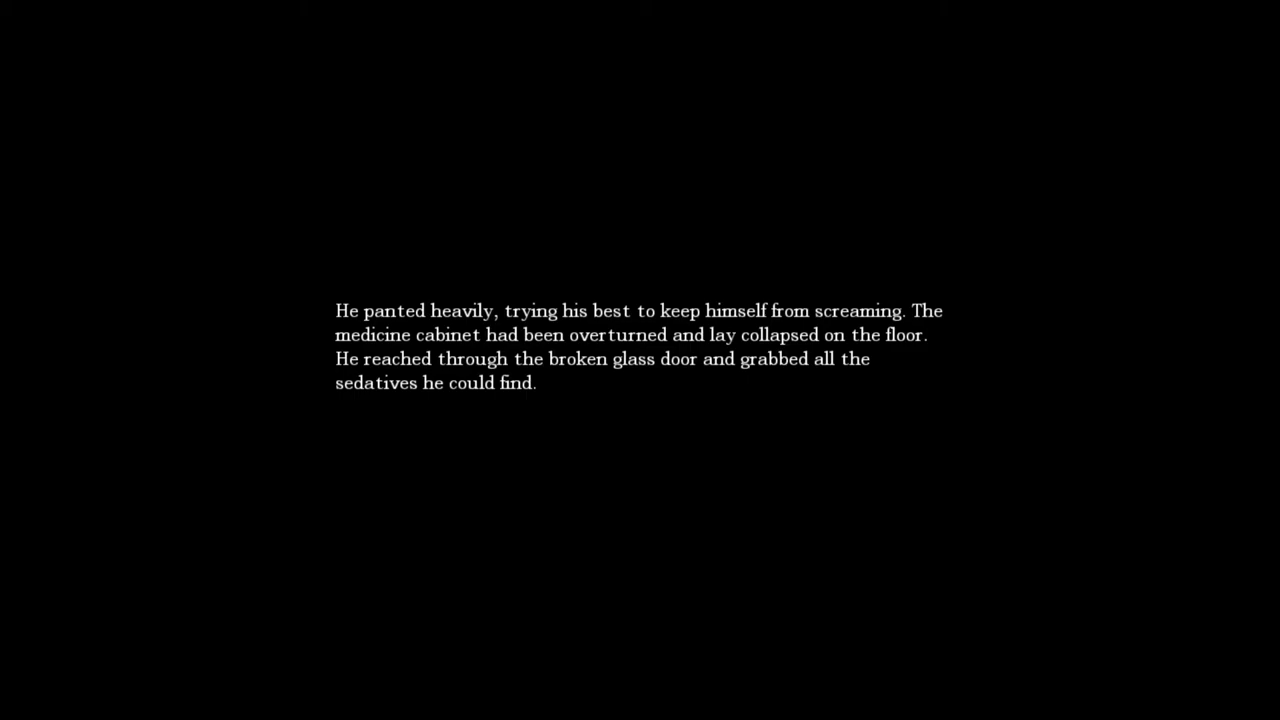 He panted heavily, trying his best to keep himself from screaming. The
medicine cabinet had been overturned and lay collapsed on the floor.
He reached through the broken glass door and grabbed all the
sedatives he could find.